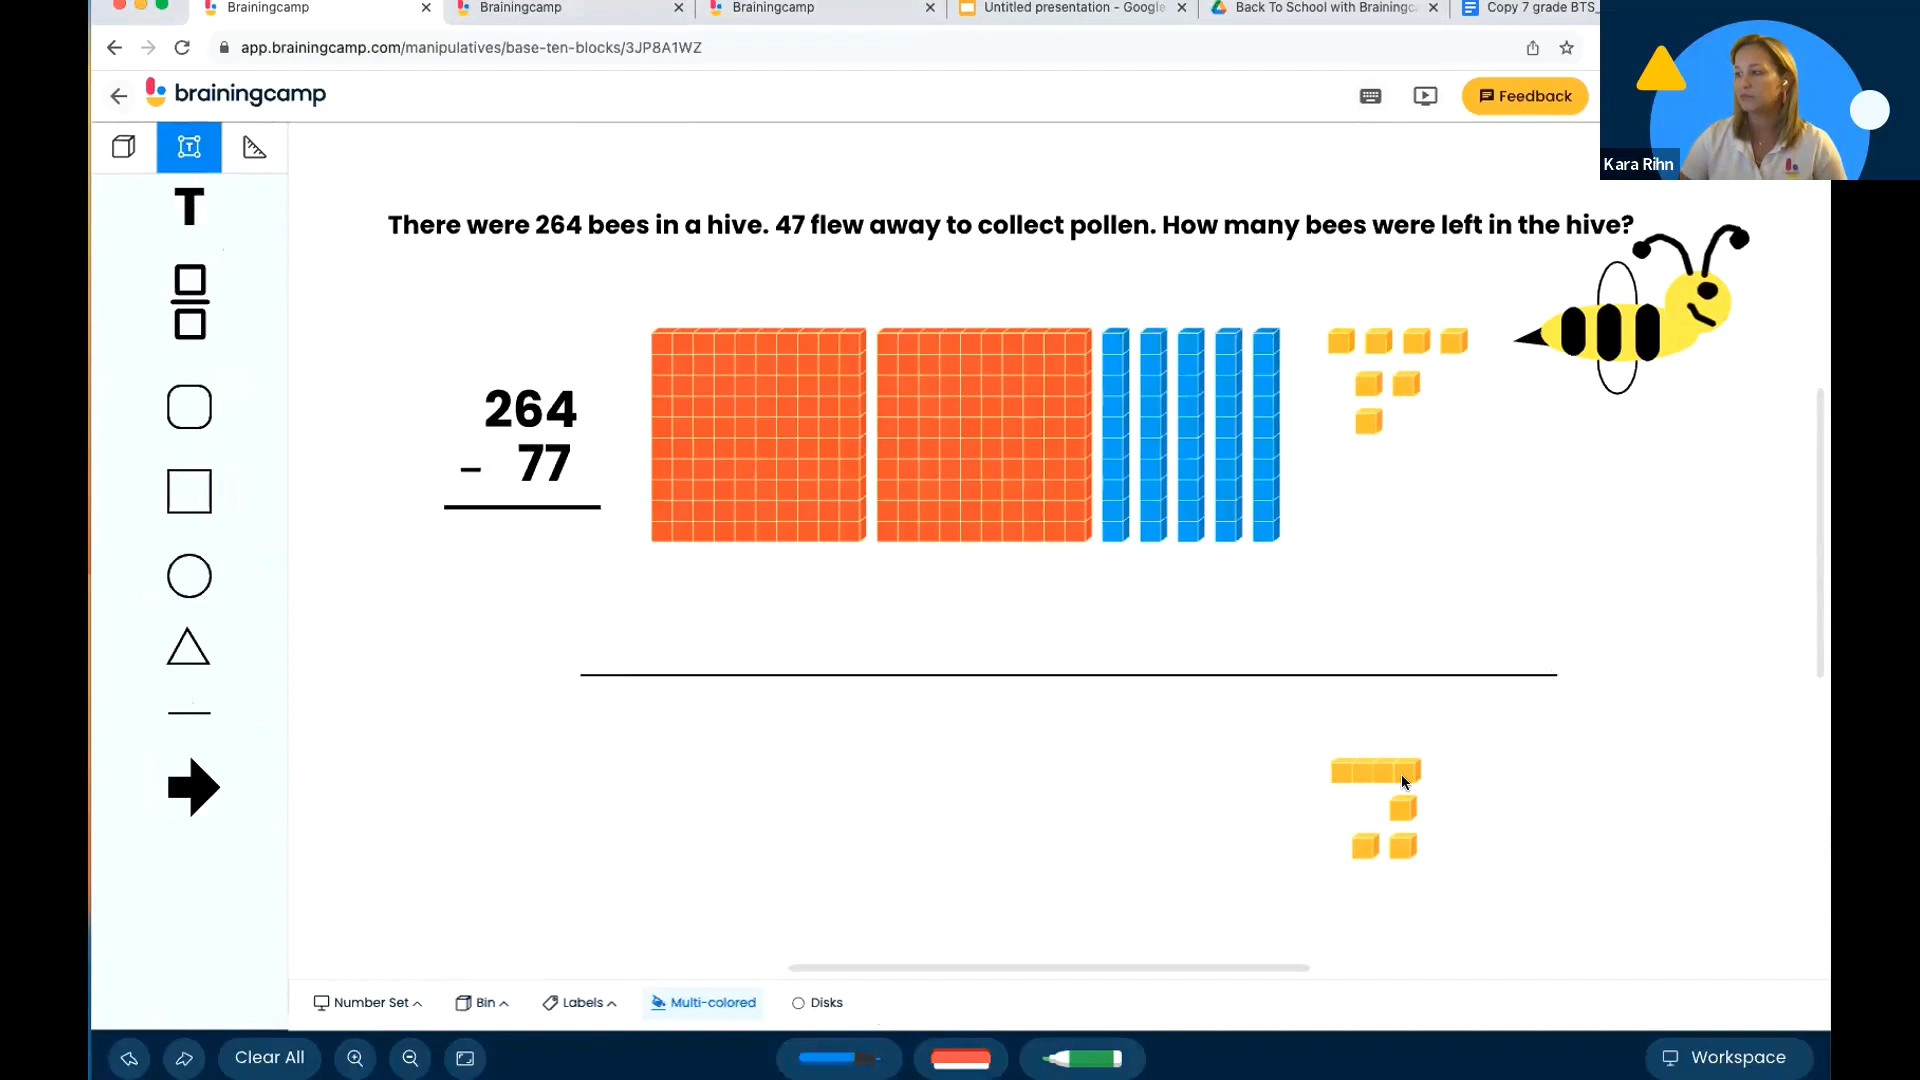 Brainingcamp
Brainingcamp
Brainingcamp
Untitled presentation - Google
Back To School with Brainingc
Copy 7 grade BTS_
app.brainingcamp.com/manipulatives/base-ten-blocks/3JP8A1WZ
brainingcamp
Feedback
Kara Rihn
T
T
There were 264 bees in a hive. 47 flew away to collect pollen. How many bees were left in the hive?
264
- 77
Number Set
Bin
Labels
Multi-colored
Disks
Clear All
Workspace